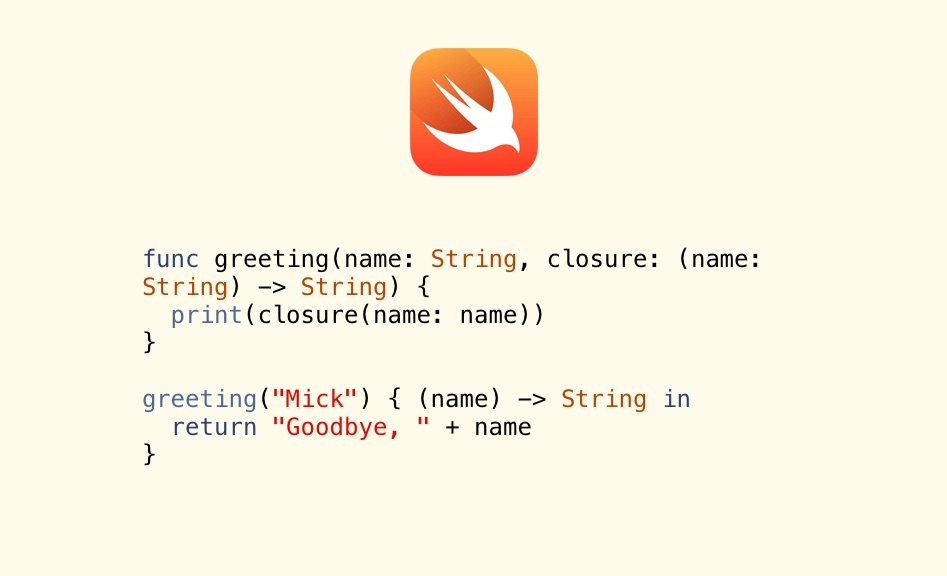 func greeting(name: String, closure: (name:
String) -> String) {
  print(closure(name: name))
}

greeting("Mick") { (name) -> String in
  return "Goodbye, " + name
}